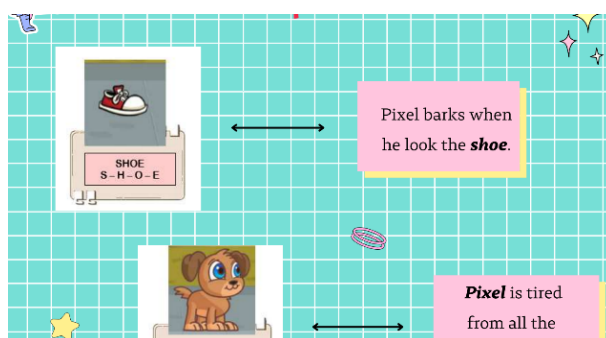 SHOE
S – H – O – E
Pixel barks when
he look the shoe.
Pixel is tired
from all the